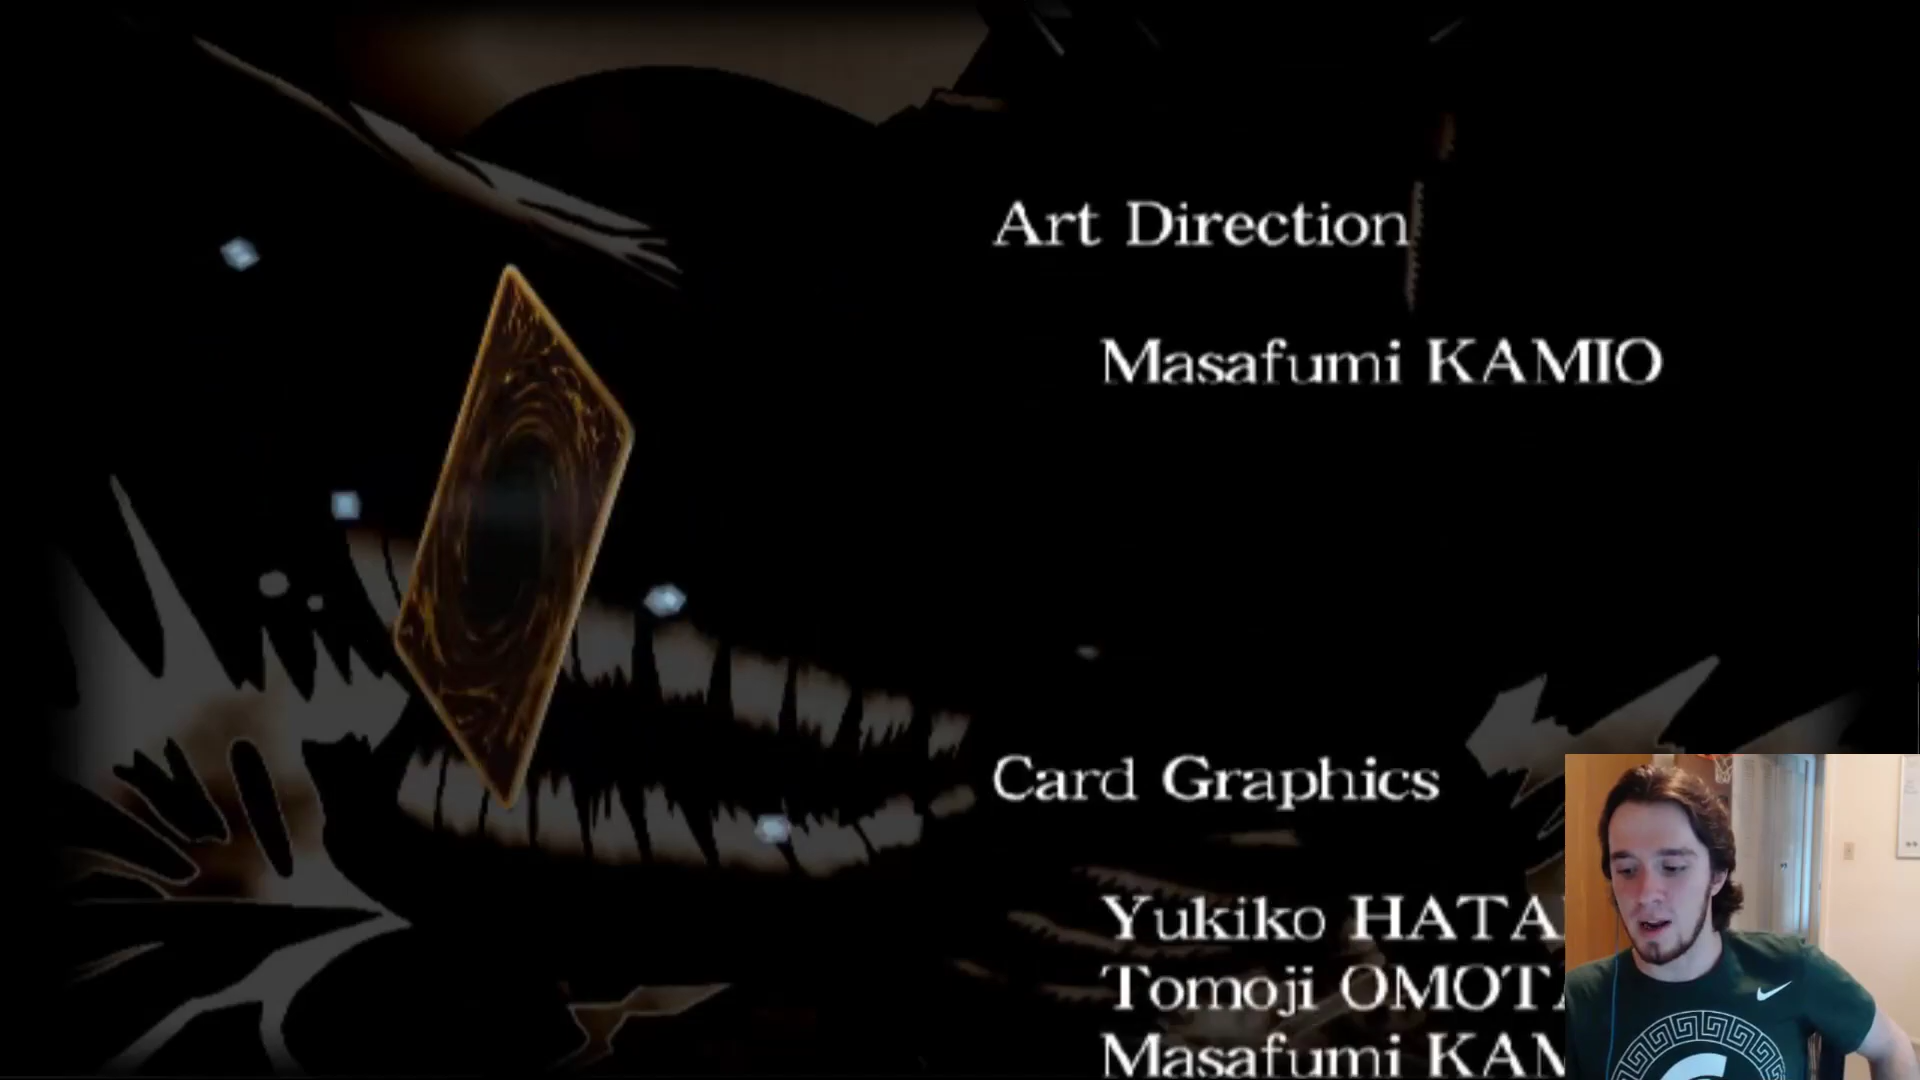 Art Direction
Masafumi KAMIO
Card Graphics
Yukiko
Tomoji
Masafumi